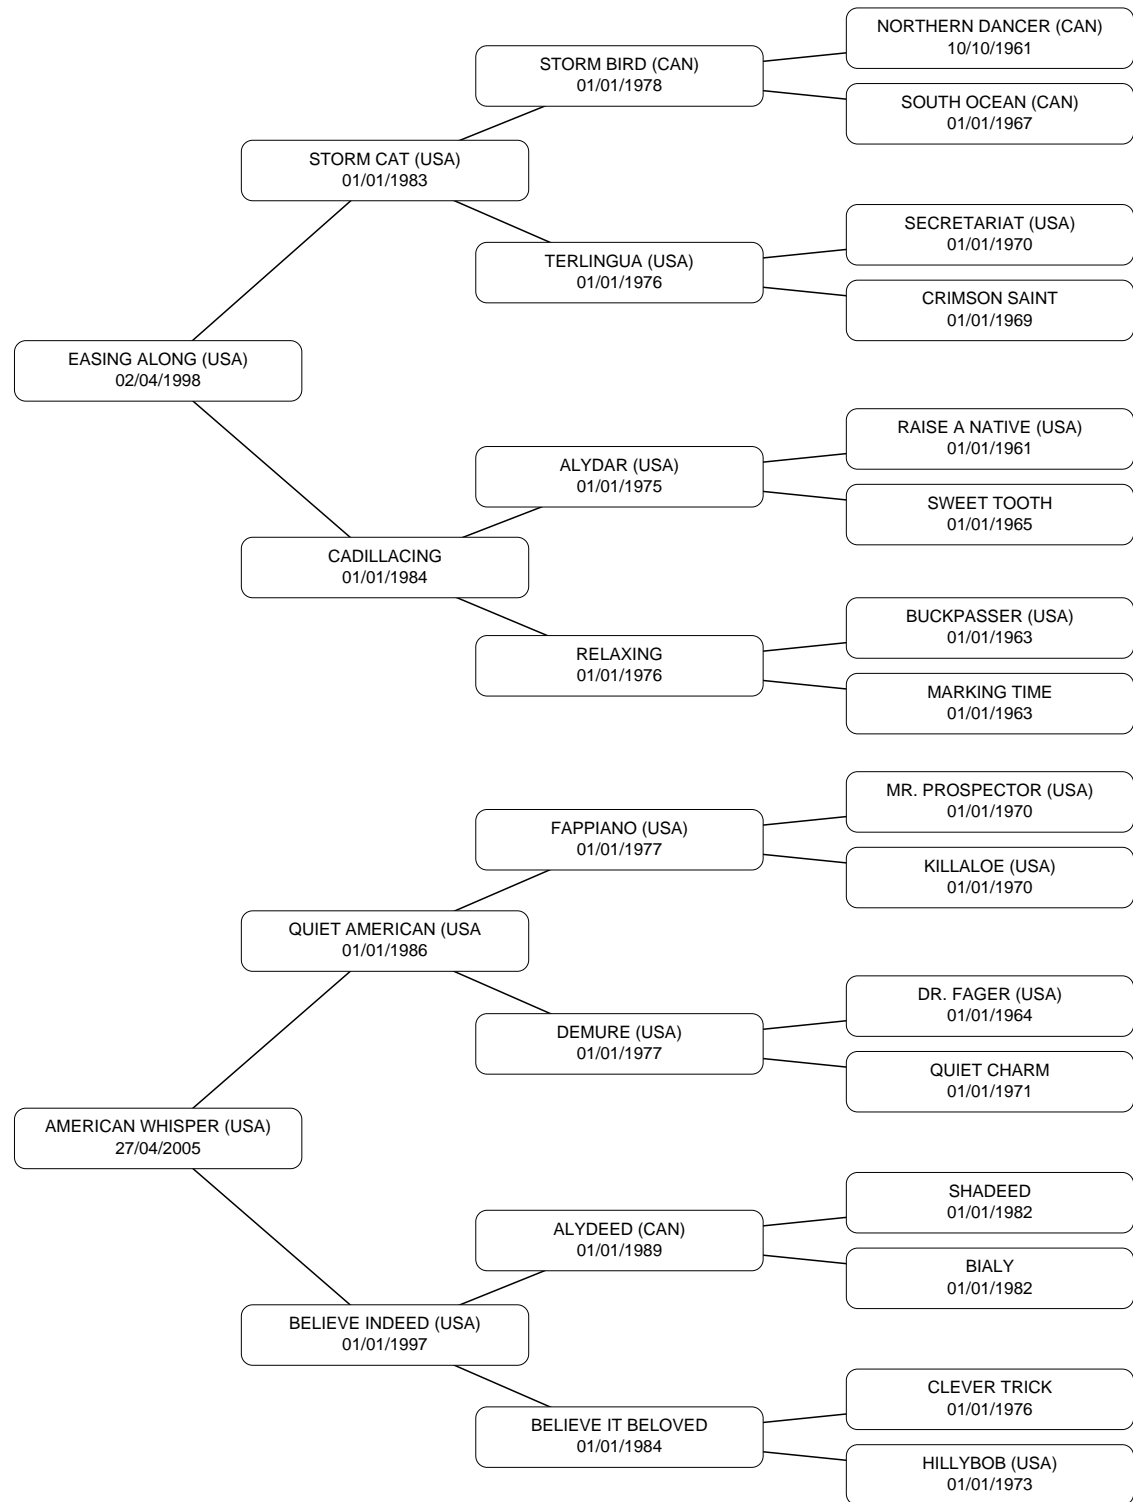 NORTHERN DANCER (CAN)
10/10/1961
STORM BIRD (CAN)
01/01/1978
SOUTH OCEAN (CAN)
01/01/1967
STORM CAT (USA)
01/01/1983
SECRETARIAT (USA)
01/01/1970
TERLINGUA (USA)
01/01/1976
CRIMSON SAINT
01/01/1969
EASING ALONG (USA)
02/04/1998
RAISE A NATIVE (USA)
01/01/1961
ALYDAR (USA)
01/01/1975
SWEET TOOTH
01/01/1965
CADILLACING
01/01/1984
BUCKPASSER (USA)
01/01/1963
RELAXING
01/01/1976
MARKING TIME
01/01/1963
MR. PROSPECTOR (USA)
01/01/1970
FAPPIANO (USA)
01/01/1977
KILLALOE (USA)
01/01/1970
QUIET AMERICAN (USA
01/01/1986
DR. FAGER (USA)
01/01/1964
DEMURE (USA)
01/01/1977
QUIET CHARM
01/01/1971
AMERICAN WHISPER (USA)
27/04/2005
SHADEED
01/01/1982
ALYDEED (CAN)
01/01/1989
BIALY
01/01/1982
BELIEVE INDEED (USA)
01/01/1997
CLEVER TRICK
01/01/1976
BELIEVE IT BELOVED
01/01/1984
HILLYBOB (USA)
01/01/1973